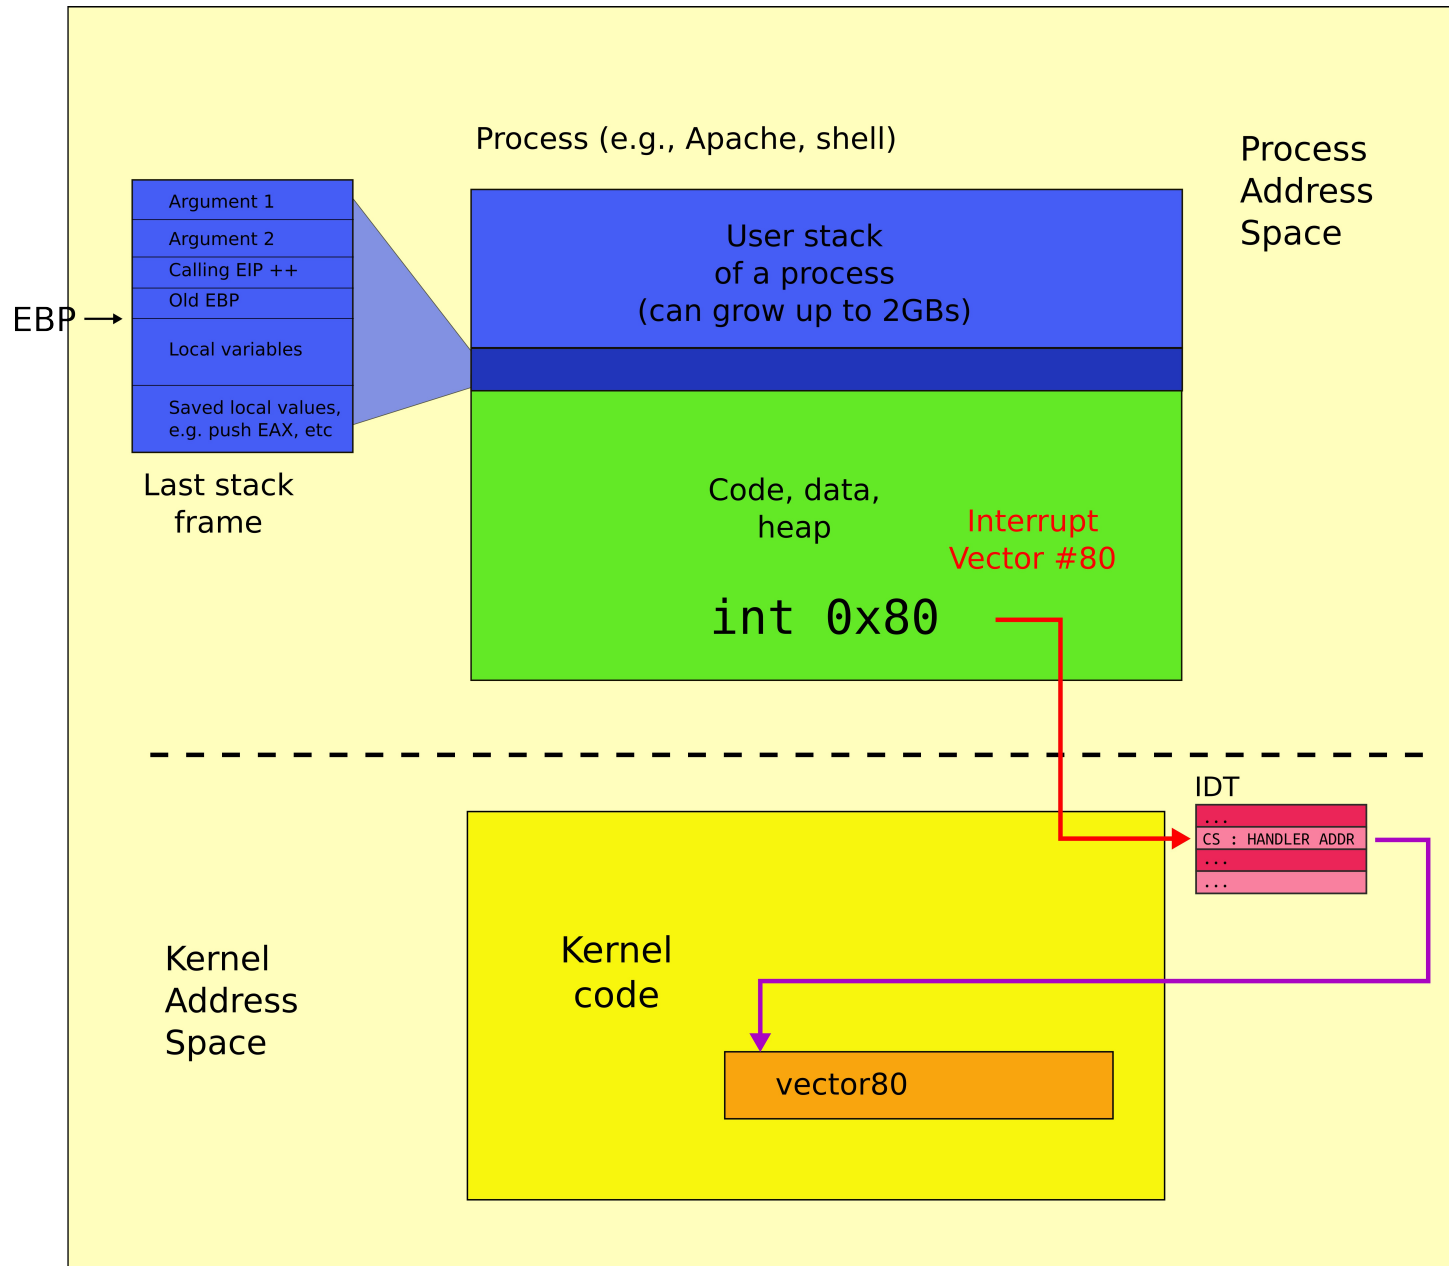 Process (e.g., Apache, shell)
Process
Address
Space
Argument 1
Argument 2
Calling EIP ++
Old EBP
EBP
Local variables
Saved local values,
e.g. push EAX, etc
Last stack
frame
User stack
of a process
(can grow up to 2GBs)
Code, data,
heap
Interrupt
Vector #80
int 0x80
IDT
...
CS : HANDLER ADDR
...
...
Kernel
Address
Space
Kernel
code
vector80